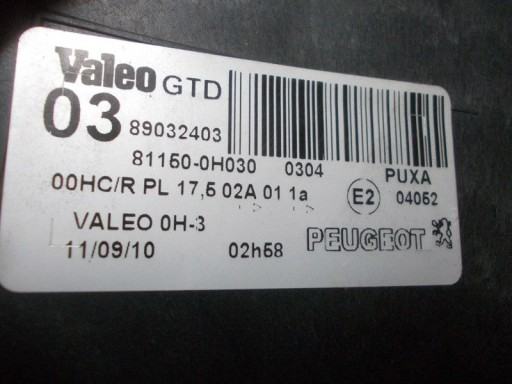 Valeo GTD
03 89032403
81150-0H030 0304 PUXA
00HC/R PL 17,5 02A 01 1a E2 04052
VALEO 0H-3
11/09/10 02h58 PEUGEOT